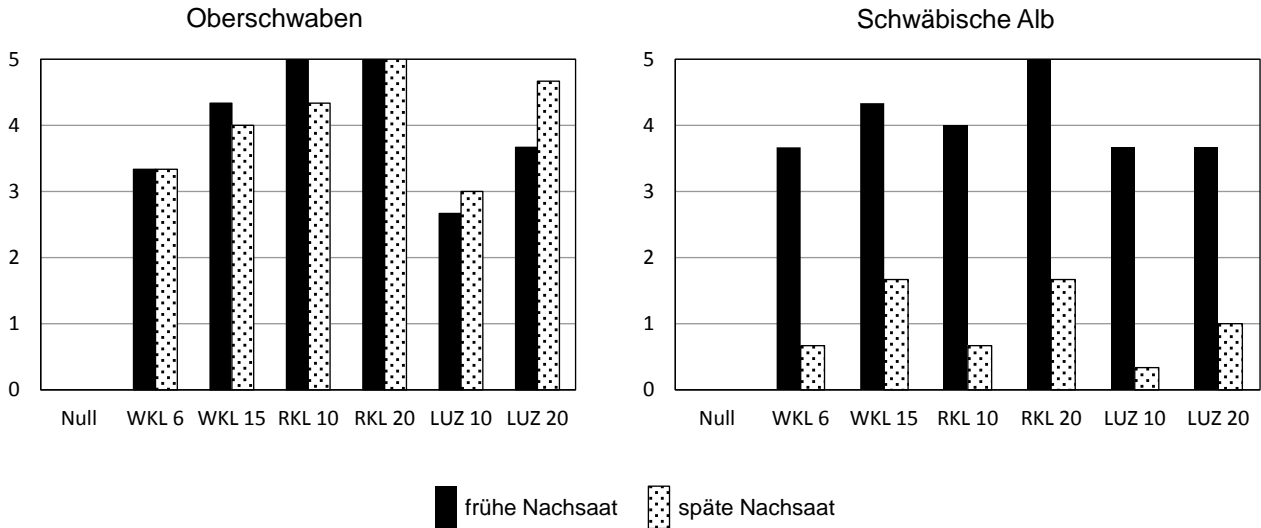 Oberschwaben
5
4
3
2
1
0
Null WKL 6 WKL 15 RKL 10 RKL 20 LUZ 10 LUZ 20
Schwäbische Alb
5
4
3
2
1
0
Null WKL 6 WKL 15 RKL 10 RKL 20 LUZ 10 LUZ 20
frühe Nachsaat späte Nachsaat